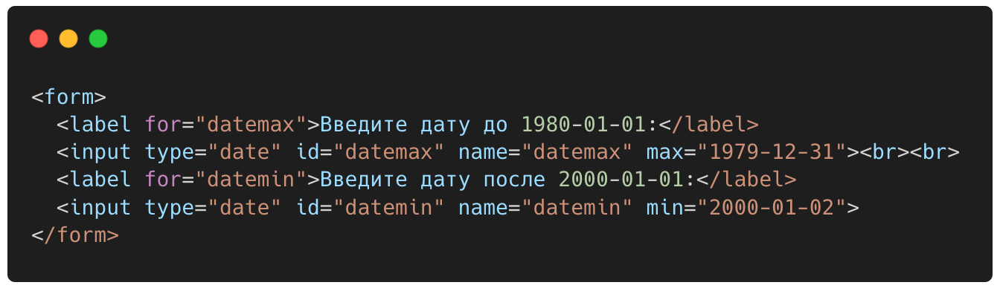 <form>
  <label for="datemax">Введите дату до 1980-01-01:</label>
  <input type="date" id="datemax" name="datemax" max="1979-12-31"><br><br>
  <label for="datemin">Введите дату после 2000-01-01:</label>
  <input type="date" id="datemin" name="datemin" min="2000-01-02">
</form>